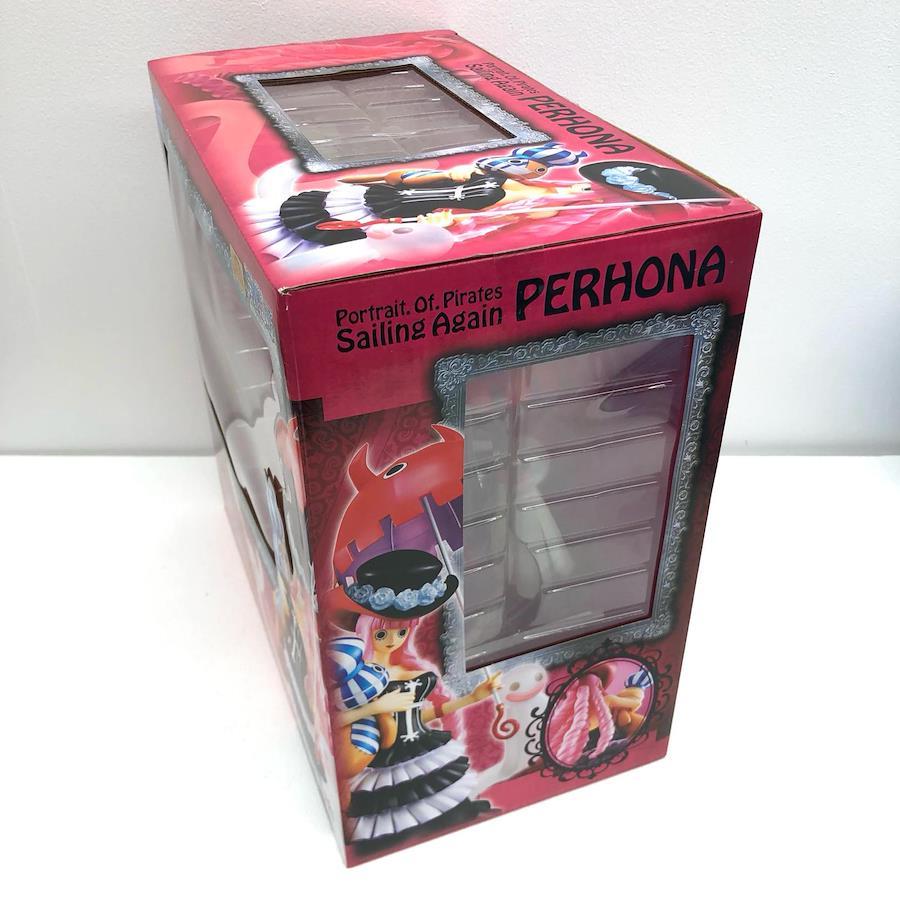 Portrait.Of.Pirates
Sailing Again
PERHONA
Portrait.Of.Pirates
Sailing Again
PERHONA